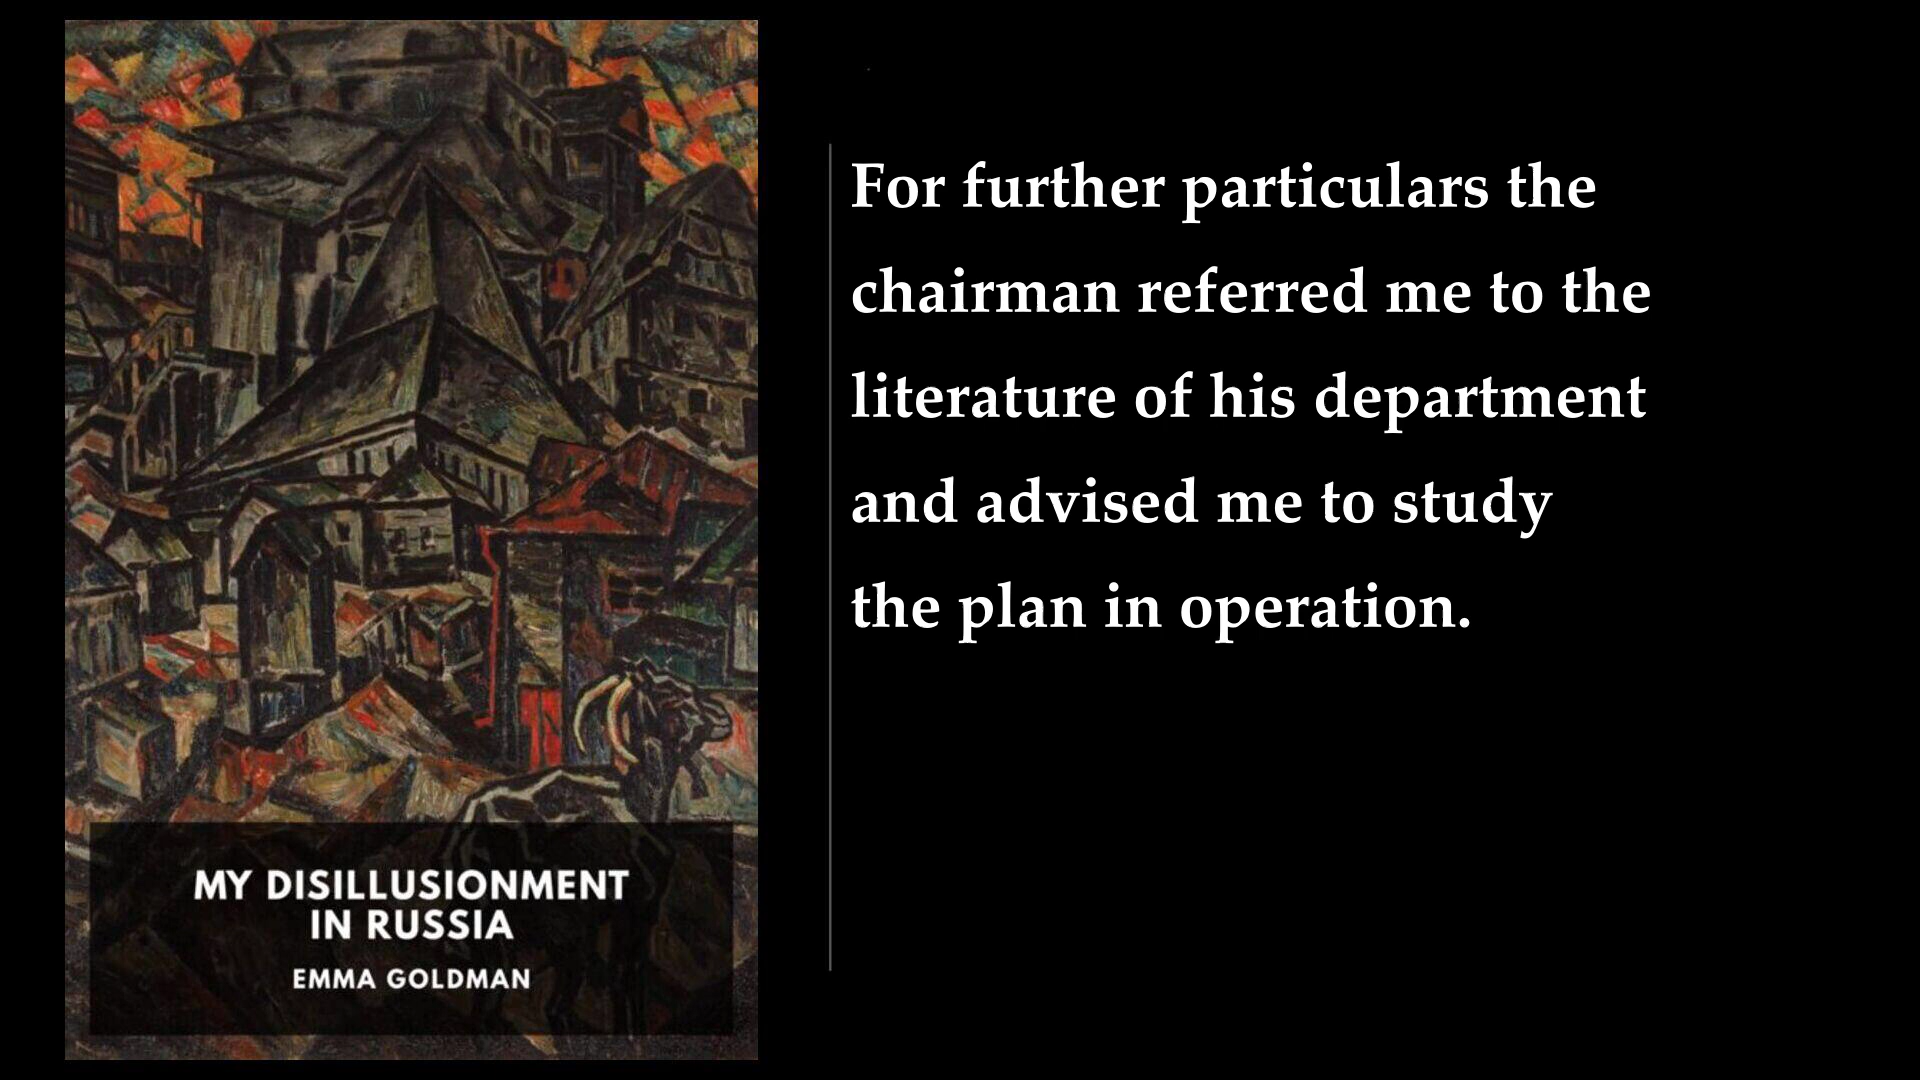 For further particulars the
chairman referred me to the
literature of his department
and advised me to study
the plan in operation.
MY DISILLUSIONMENT
IN RUSSIA
EMMA GOLDMAN